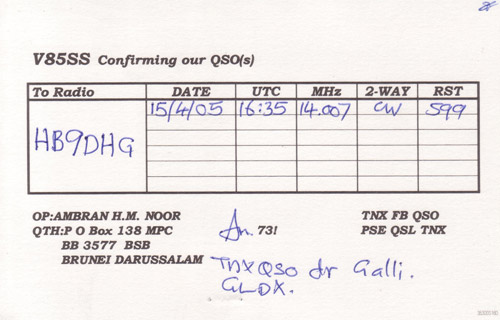 V85SS Confirming our QSO(s)
To Radio DATE UTC MHz 2-WAY RST
HB9DHG 15/4/05 16:35 14.007 CW 599
OP:AMBRAN H.M. NOOR
QTH:P O Box 138 MPC
BB 3577 BSB
BRUNEI DARUSSALAM
73!
TNX FB QSO
PSE QSL TNX
TNX QSO dr Galli.
GLDX.